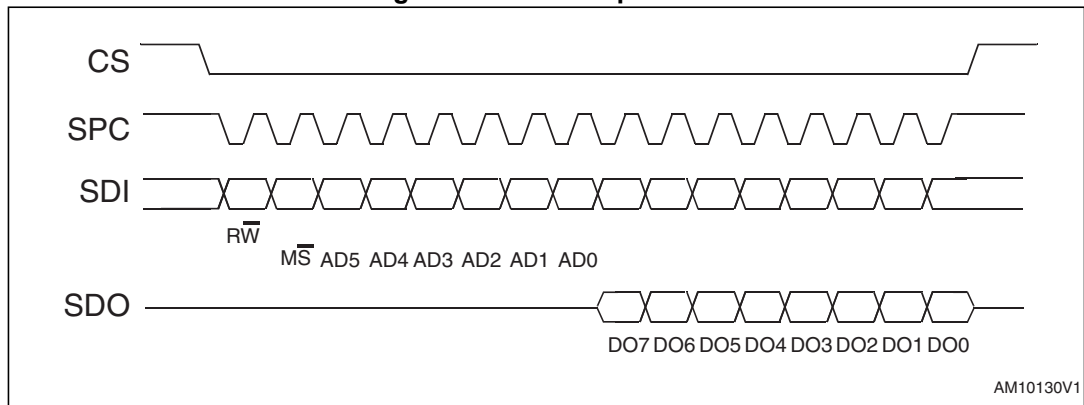 CS
SPC
SDI
RW
MS AD5 AD4 AD3 AD2 AD1 AD0
SDO
DO7 DO6 DO5 DO4 DO3 DO2 DO1 DO0
AM10130V1